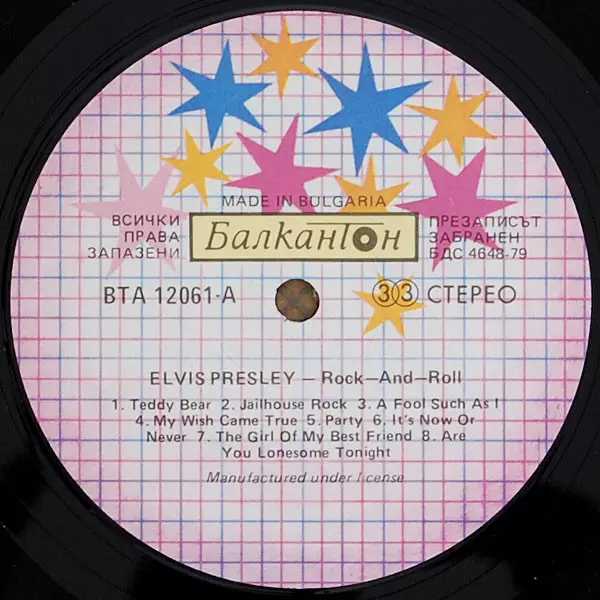 MADE IN BULGARIA
ВСИЧКИ
ПРАВА
ЗАПАЗЕНИ
БалканТон
ПРЕЗАПИСЪТ
ЗАБРАНЕН
БДС 4648-79
ВТА 12061-А
33 СТЕРЕО
ELVIS PRESLEY — Rock—And—Roll
1. Teddy Bear 2. Jailhouse Rock 3. A Fool Such As I
4. My Wish Came True 5. Party 6. It's Now Or
Never 7. The Girl Of My Best Friend 8. Are
You Lonesome Tonight
Manufactured under license